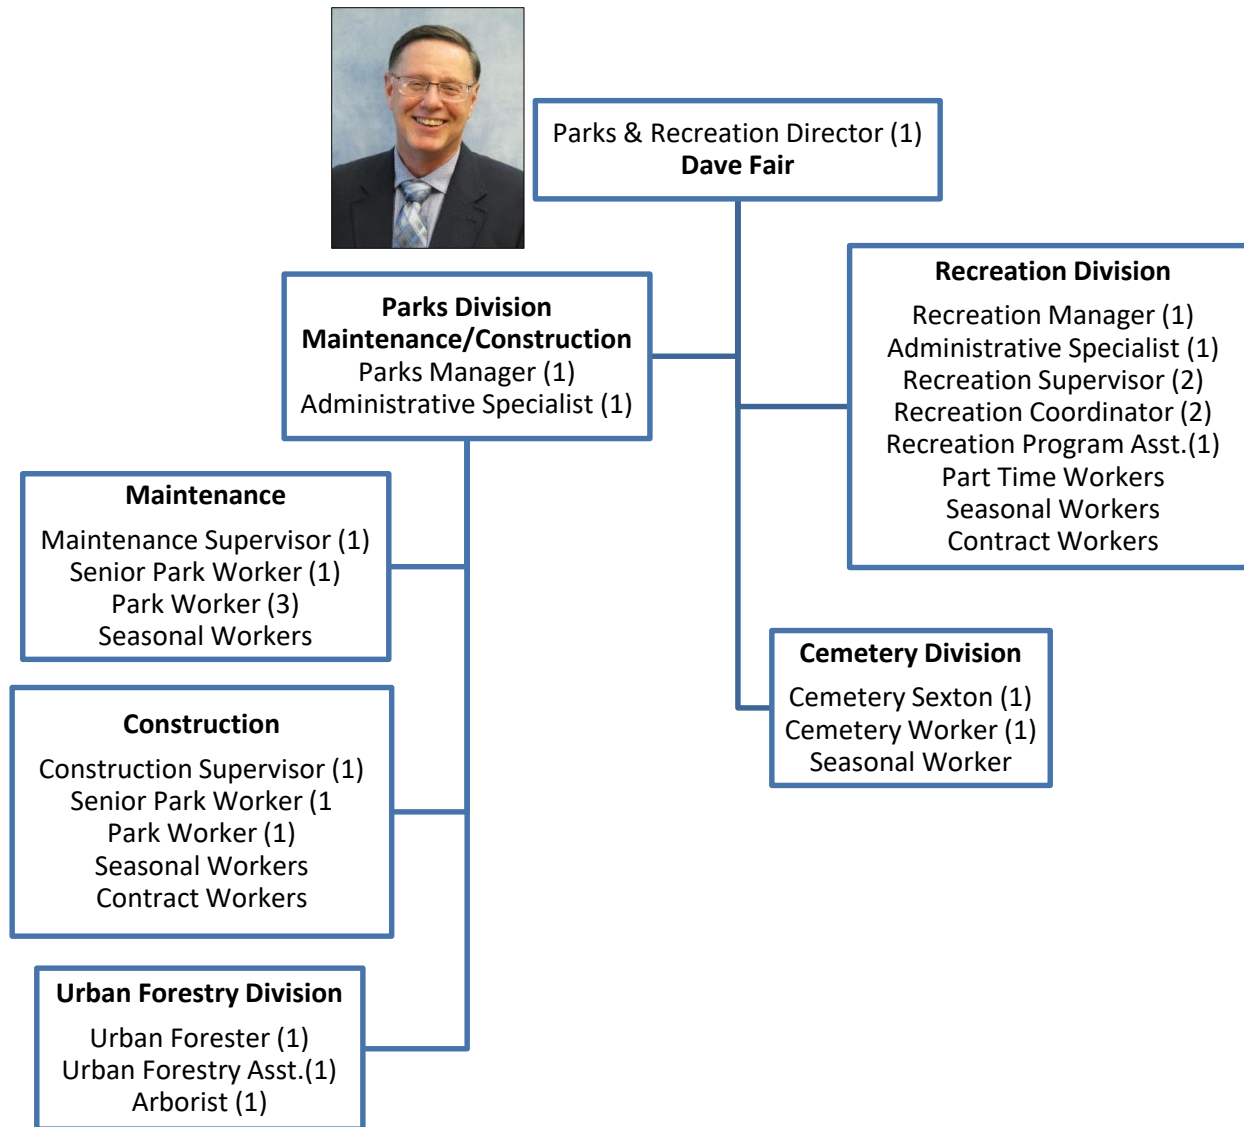 Parks & Recreation Director (1)
Dave Fair
Parks Division
Maintenance/Construction
Parks Manager (1)
Administrative Specialist (1)
Recreation Division
Recreation Manager (1)
Administrative Specialist (1)
Recreation Supervisor (2)
Recreation Coordinator (2)
Recreation Program Asst.(1)
Part Time Workers
Seasonal Workers
Contract Workers
Maintenance
Maintenance Supervisor (1)
Senior Park Worker (1)
Park Worker (3)
Seasonal Workers
Cemetery Division
Cemetery Sexton (1)
Cemetery Worker (1)
Seasonal Worker
Construction
Construction Supervisor (1)
Senior Park Worker (1
Park Worker (1)
Seasonal Workers
Contract Workers
Urban Forestry Division
Urban Forester (1)
Urban Forestry Asst.(1)
Arborist (1)